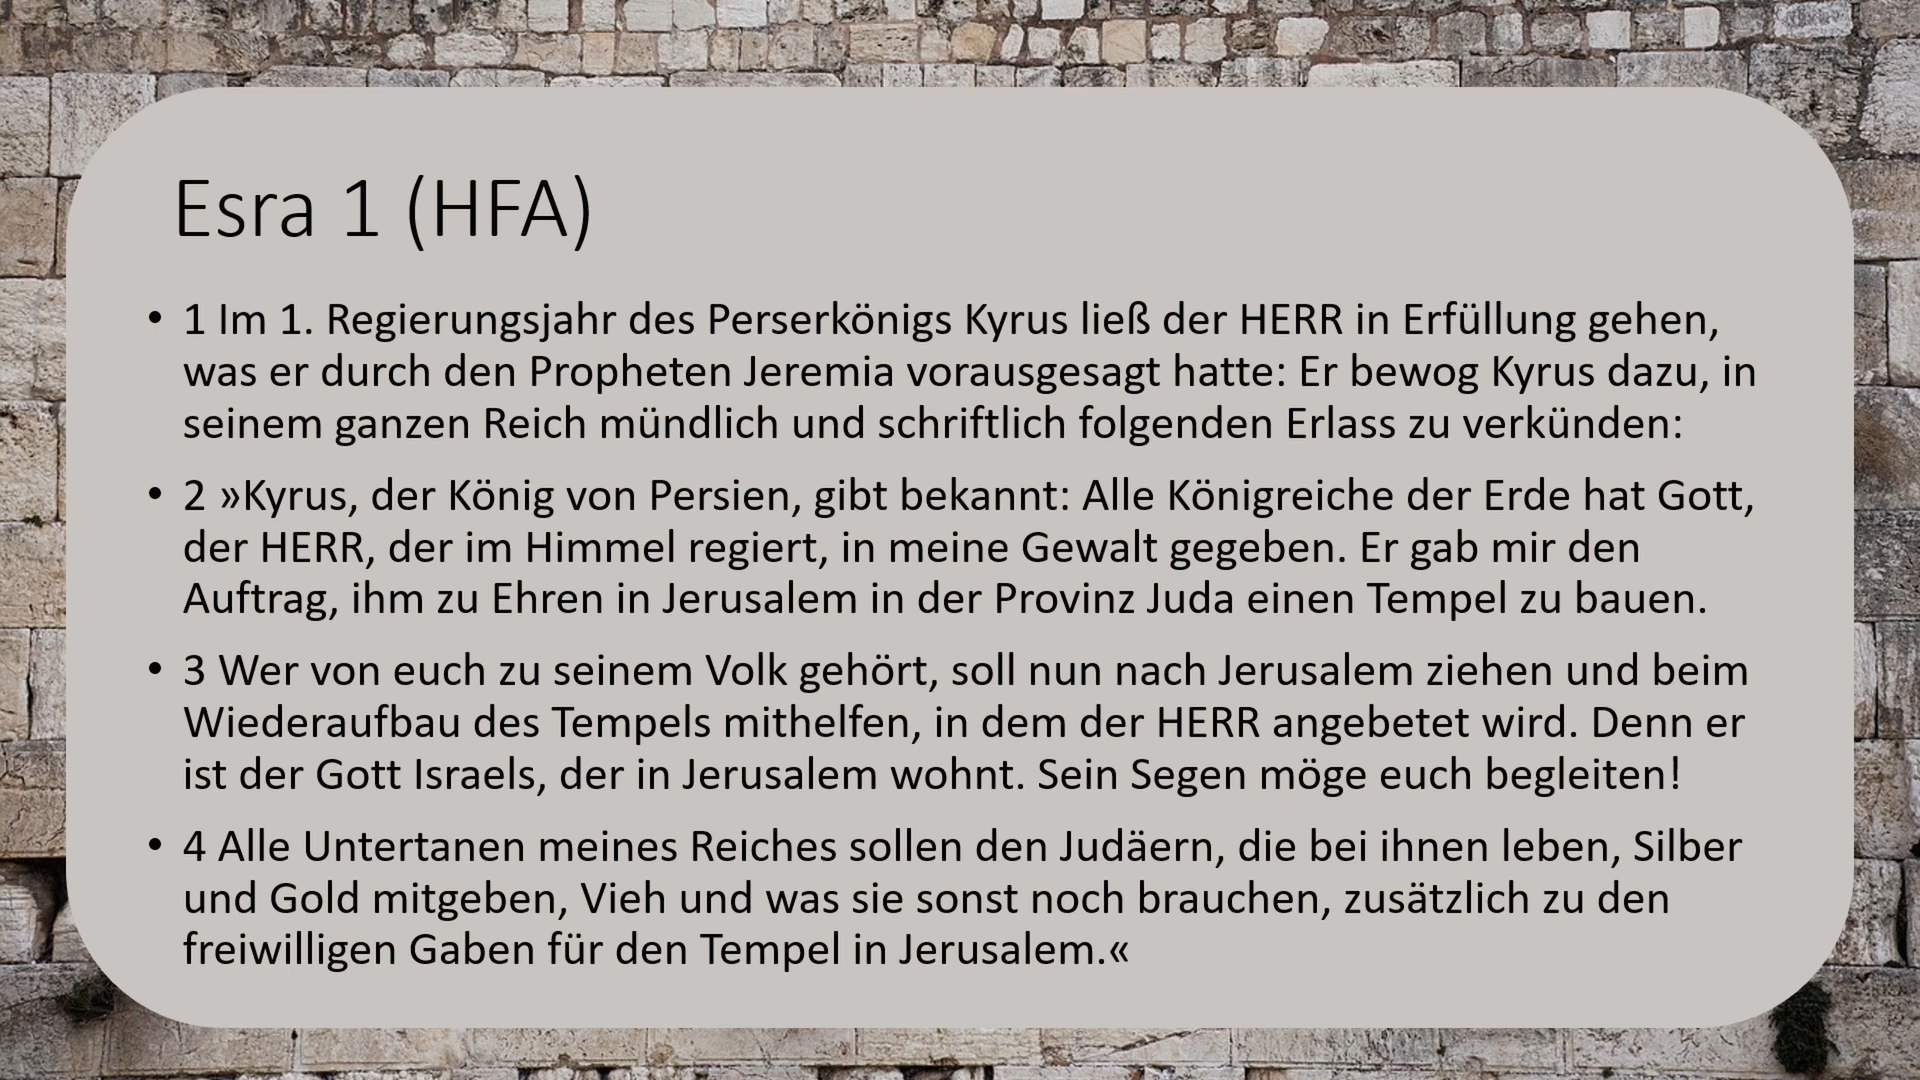 Esra 1 (HFA)
• 1 Im 1. Regierungsjahr des Perserkönigs Kyrus ließ der HERR in Erfüllung gehen,
was er durch den Propheten Jeremia vorausgesagt hatte: Er bewog Kyrus dazu, in
seinem ganzen Reich mündlich und schriftlich folgenden Erlass zu verkünden:
• 2 »Kyrus, der König von Persien, gibt bekannt: Alle Königreiche der Erde hat Gott,
der HERR, der im Himmel regiert, in meine Gewalt gegeben. Er gab mir den
Auftrag, ihm zu Ehren in Jerusalem in der Provinz Juda einen Tempel zu bauen.
• 3 Wer von euch zu seinem Volk gehört, soll nun nach Jerusalem ziehen und beim
Wiederaufbau des Tempels mithelfen, in dem der HERR angebetet wird. Denn er
ist der Gott Israels, der in Jerusalem wohnt. Sein Segen möge euch begleiten!
• 4 Alle Untertanen meines Reiches sollen den Judäern, die bei ihnen leben, Silber
und Gold mitgeben, Vieh und was sie sonst noch brauchen, zusätzlich zu den
freiwilligen Gaben für den Tempel in Jerusalem.«